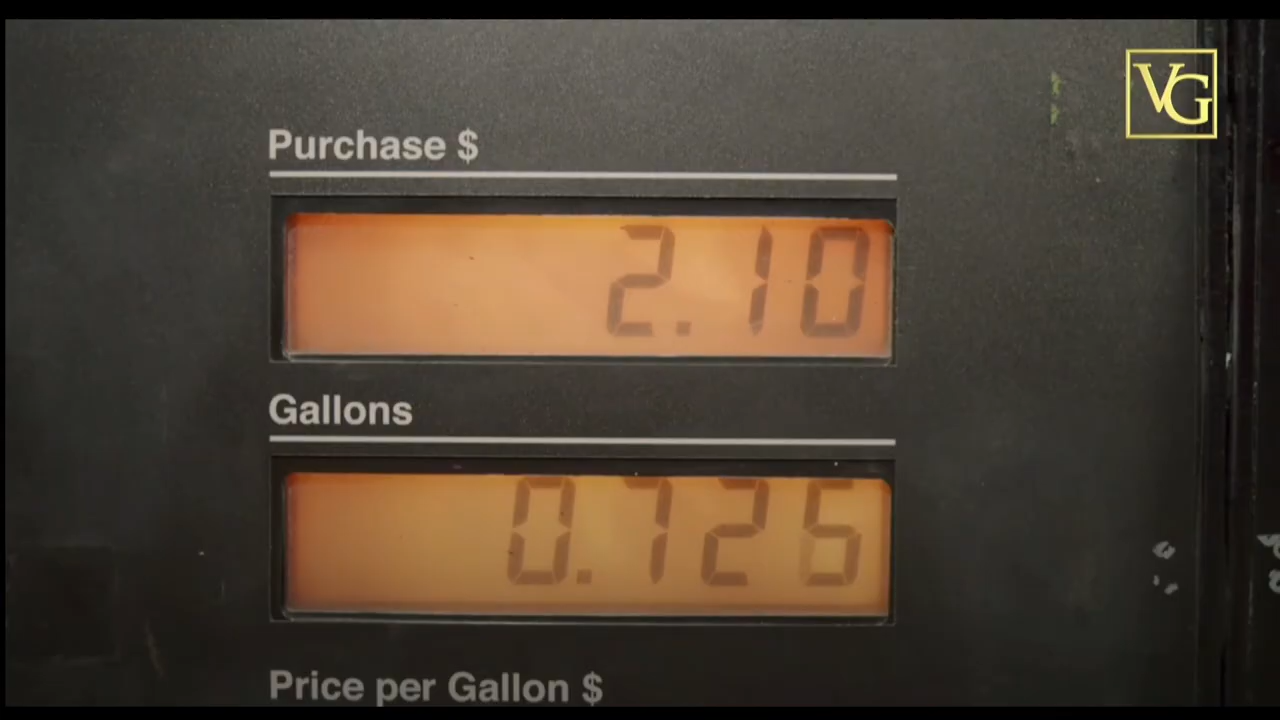 VG
Purchase $
2.10
Gallons
0.726
Price per Gallon $